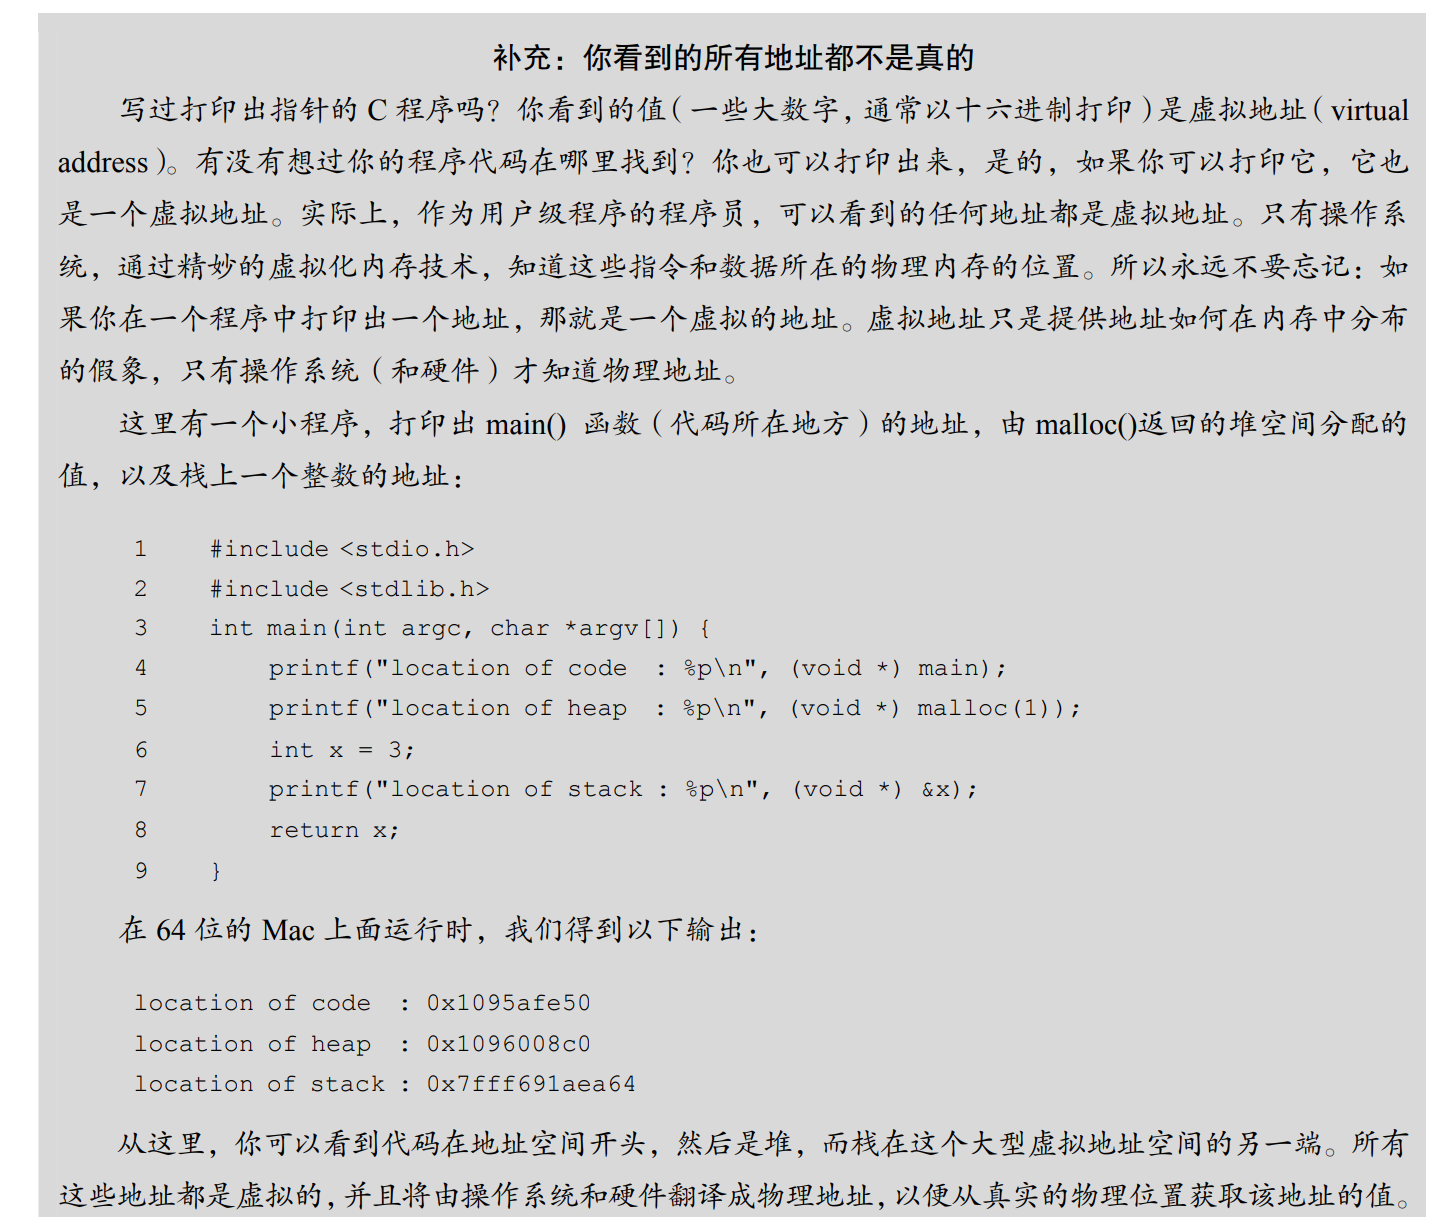 补充：你看到的所有地址都不是真的
写过打印出指针的 C 程序吗？你看到的值（一些大数字，通常以十六进制打印）是虚拟地址（virtual
address）。有没有想过你的程序代码在哪里找到？你也可以打印出来，是的，如果你可以打印它，它也
是一个虚拟地址。实际上，作为用户级程序的程序员，可以看到的任何地址都是虚拟地址。只有操作系
统，通过精妙的虚拟化内存技术，知道这些指令和数据所在的物理内存的位置。所以永远不要忘记：如
果你在一个程序中打印出一个地址，那就是一个虚拟的地址。虚拟地址只是提供地址如何在内存中分布
的假象，只有操作系统（和硬件）才知道物理地址。
这里有一个小程序，打印出 main() 函数（代码所在地方）的地址，由 malloc()返回的堆空间分配的
值，以及栈上一个整数的地址：
1 #include <stdio.h>
2 #include <stdlib.h>
3 int main(int argc, char *argv[]) {
4 printf("location of code  : %p\n", (void *) main);
5 printf("location of heap  : %p\n", (void *) malloc(1));
6 int x = 3;
7 printf("location of stack : %p\n", (void *) &x);
8 return x;
9 }
在 64 位的 Mac 上面运行时，我们得到以下输出：
location of code  : 0x1095afe50
location of heap  : 0x1096008c0
location of stack : 0x7fff691aea64
从这里，你可以看到代码在地址空间开头，然后是堆，而栈在这个大型虚拟地址空间的另一端。所有
这些地址都是虚拟的，并且将由操作系统和硬件翻译成物理地址，以便从真实的物理位置获取该地址的值。